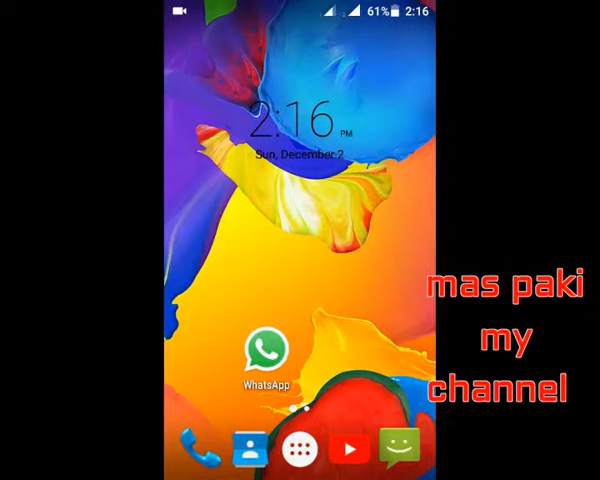 61% 2:16
2:16 PM
Sun, December 2
WhatsApp
mas paki
my
channel